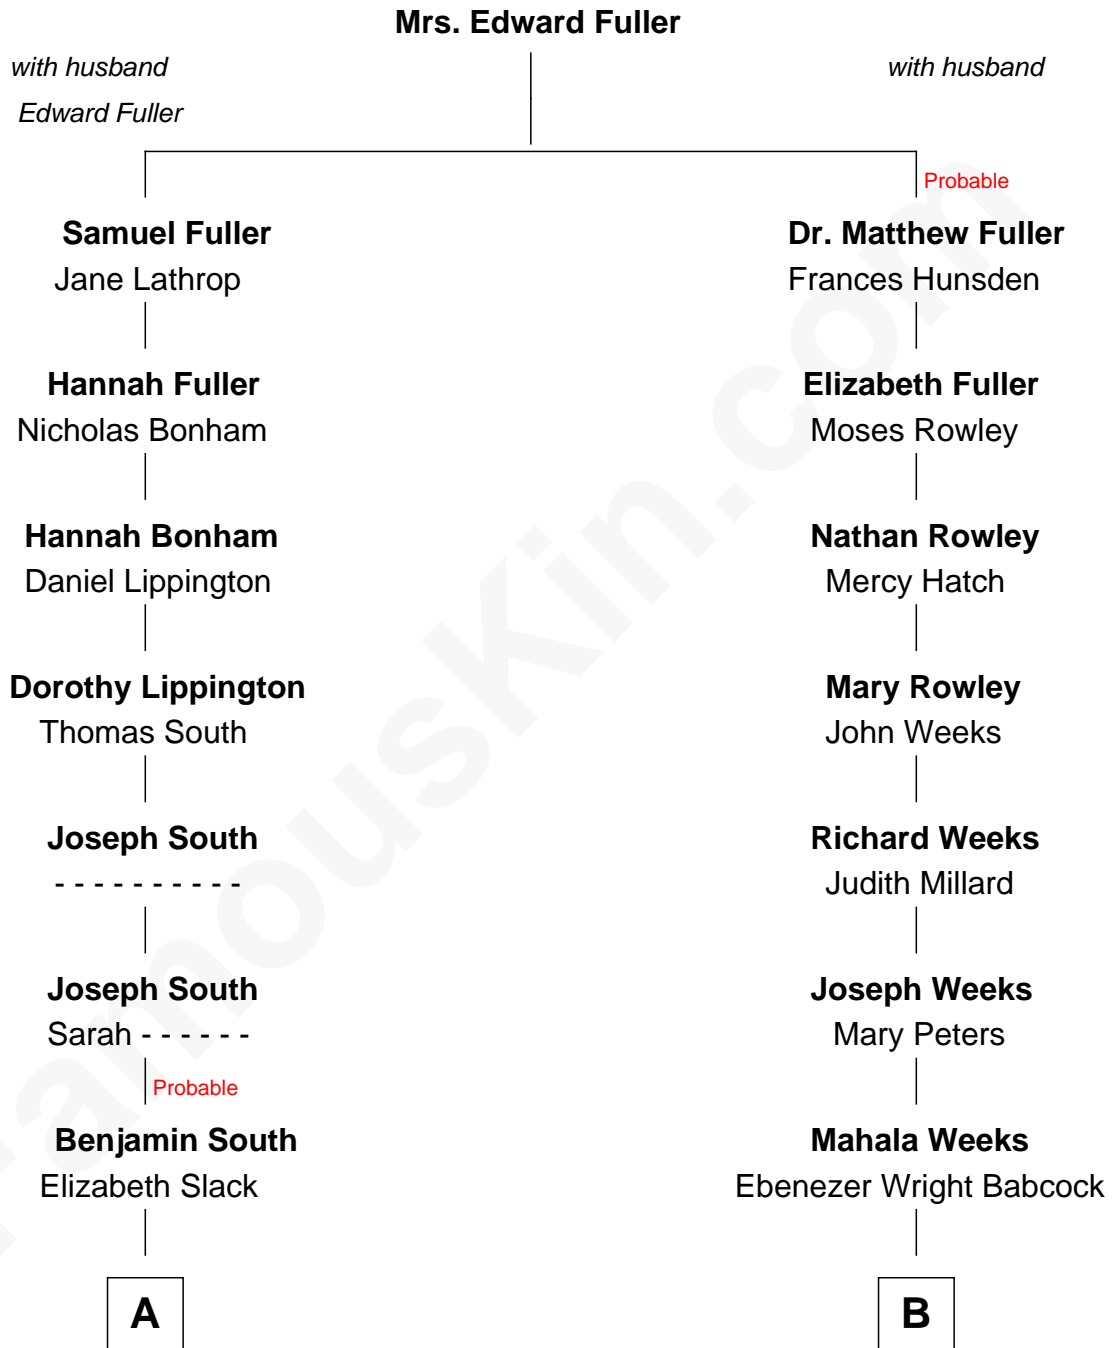 Mrs. Edward Fuller
with husband
Edward Fuller
with husband
Probable
Samuel Fuller
Jane Lathrop
Dr. Matthew Fuller
Frances Hunsden
Hannah Fuller
Nicholas Bonham
Elizabeth Fuller
Moses Rowley
Hannah Bonham
Daniel Lippington
Nathan Rowley
Mercy Hatch
Dorothy Lippington
Thomas South
Mary Rowley
John Weeks
Joseph South
- - - - - - - - - -
Richard Weeks
Judith Millard
Joseph South
Sarah - - - - - -
Joseph Weeks
Mary Peters
Probable
Benjamin South
Elizabeth Slack
Mahala Weeks
Ebenezer Wright Babcock
A
B
FamousKin.com